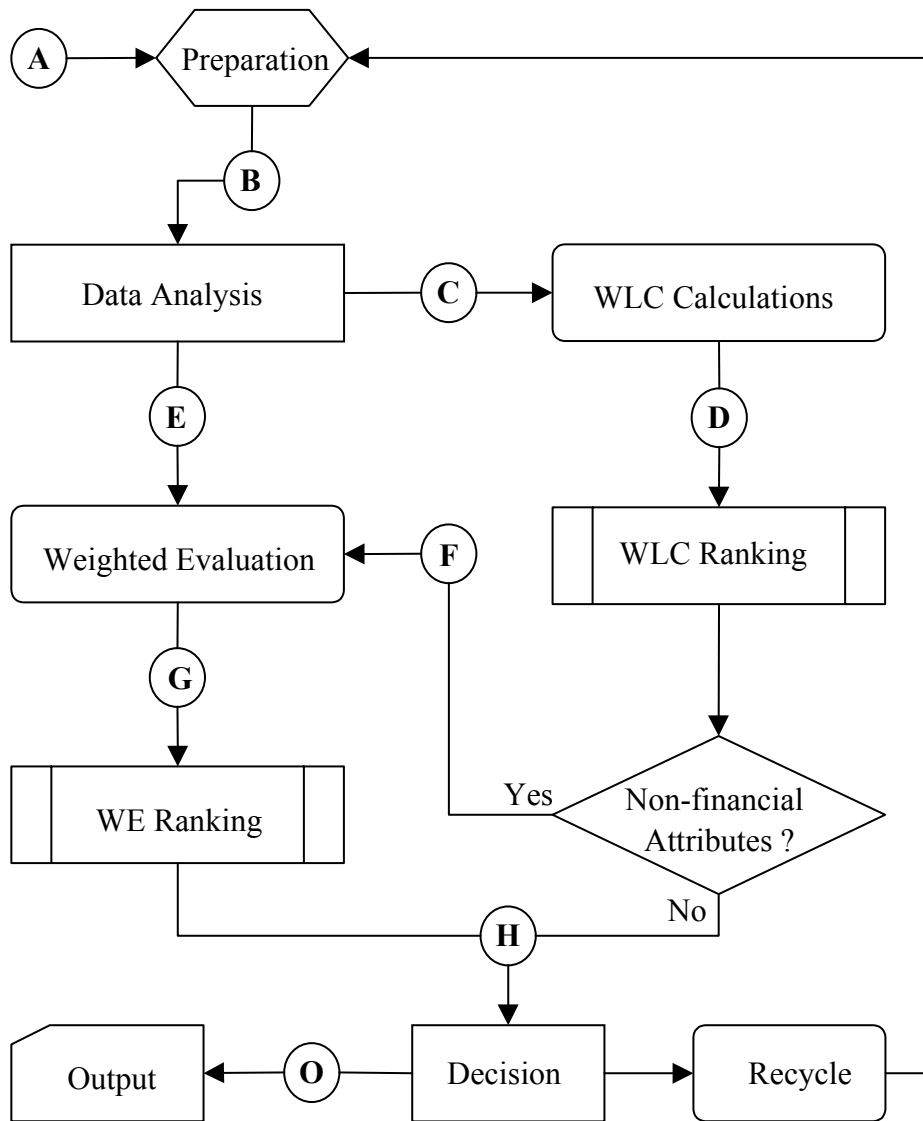 A
Preparation
B
Data Analysis
C
WLC Calculations
E
D
Weighted Evaluation
F
WLC Ranking
G
Yes
Non-financial
Attributes ?
WE Ranking
No
H
Output
O
Decision
Recycle